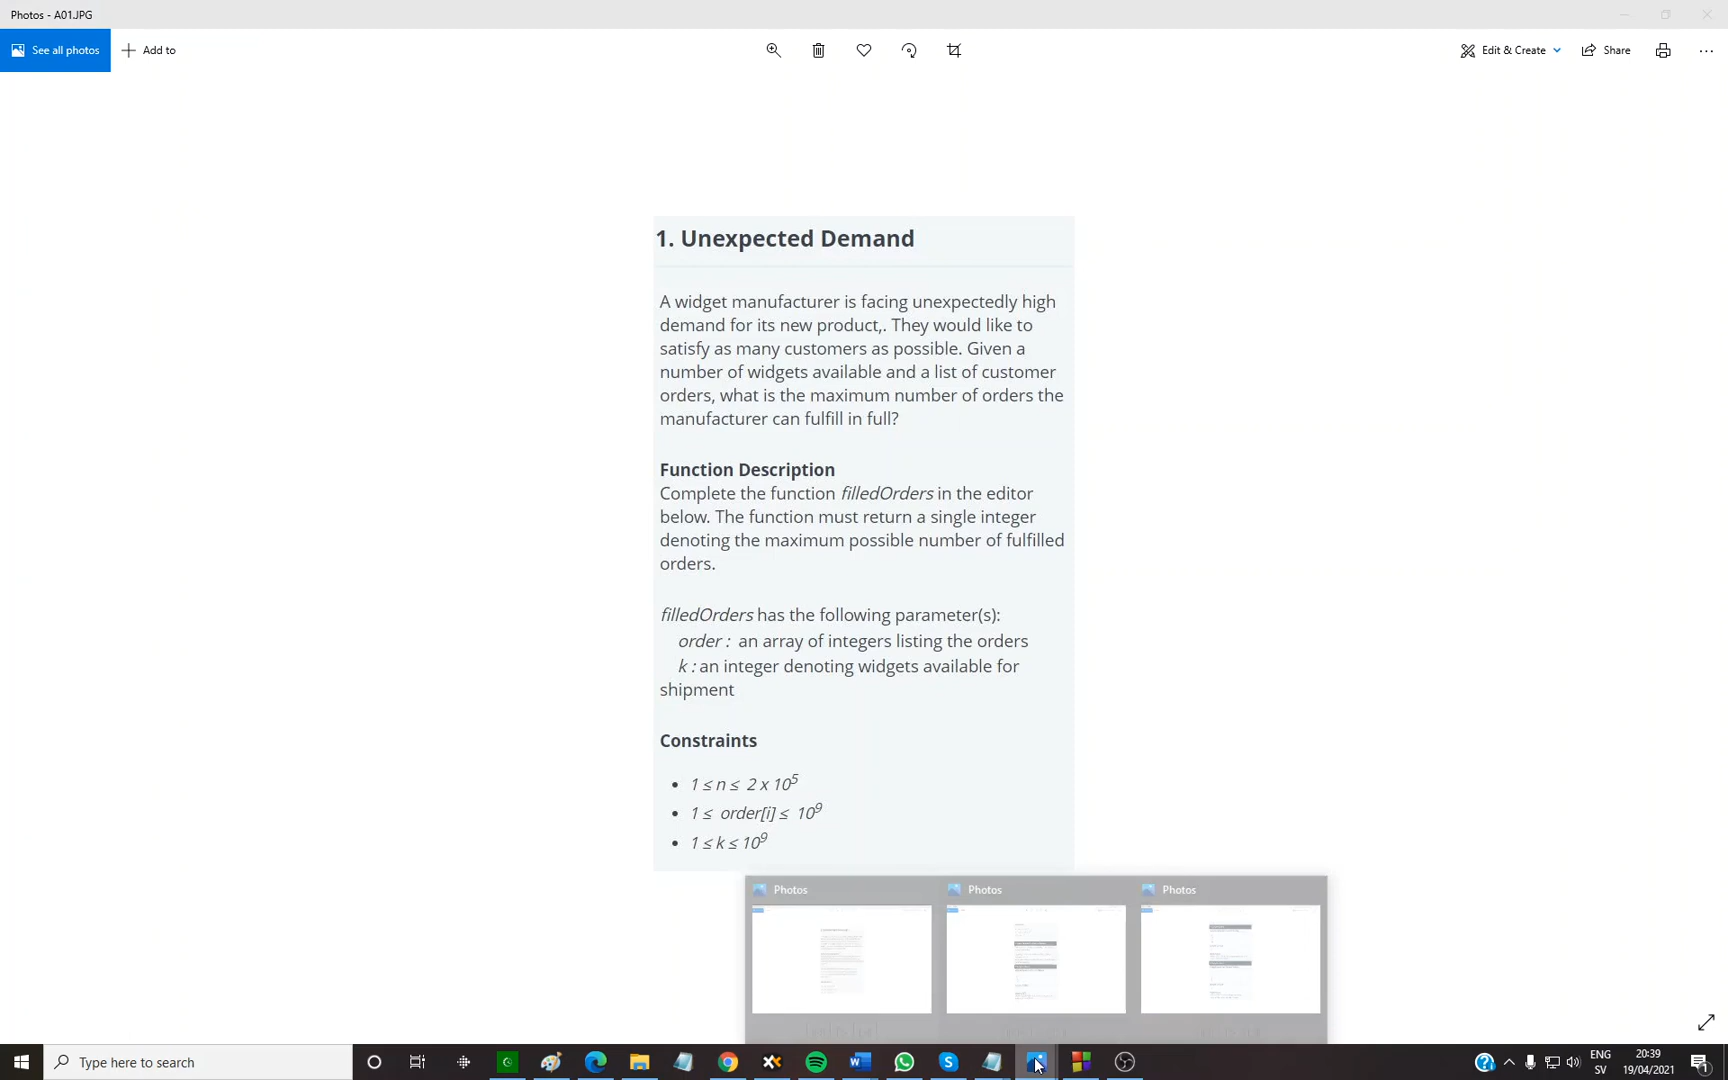 Photos - A01.JPG
See all photos
Add to
Edit & Create
Share
1. Unexpected Demand
A widget manufacturer is facing unexpectedly high
demand for its new product,. They would like to
satisfy as many customers as possible. Given a
number of widgets available and a list of customer
orders, what is the maximum number of orders the
manufacturer can fulfill in full?
Function Description
Complete the function filledOrders in the editor
below. The function must return a single integer
denoting the maximum possible number of fulfilled
orders.
filledOrders has the following parameter(s):
order : an array of integers listing the orders
k : an integer denoting widgets available for
shipment
Constraints
• 1 ≤ n ≤ 2 x 10⁵
• 1 ≤ order[i] ≤ 10⁹
• 1 ≤ k ≤ 10⁹
Photos
Photos
Photos
Type here to search
ENG
SV
20:39
19/04/2021
1